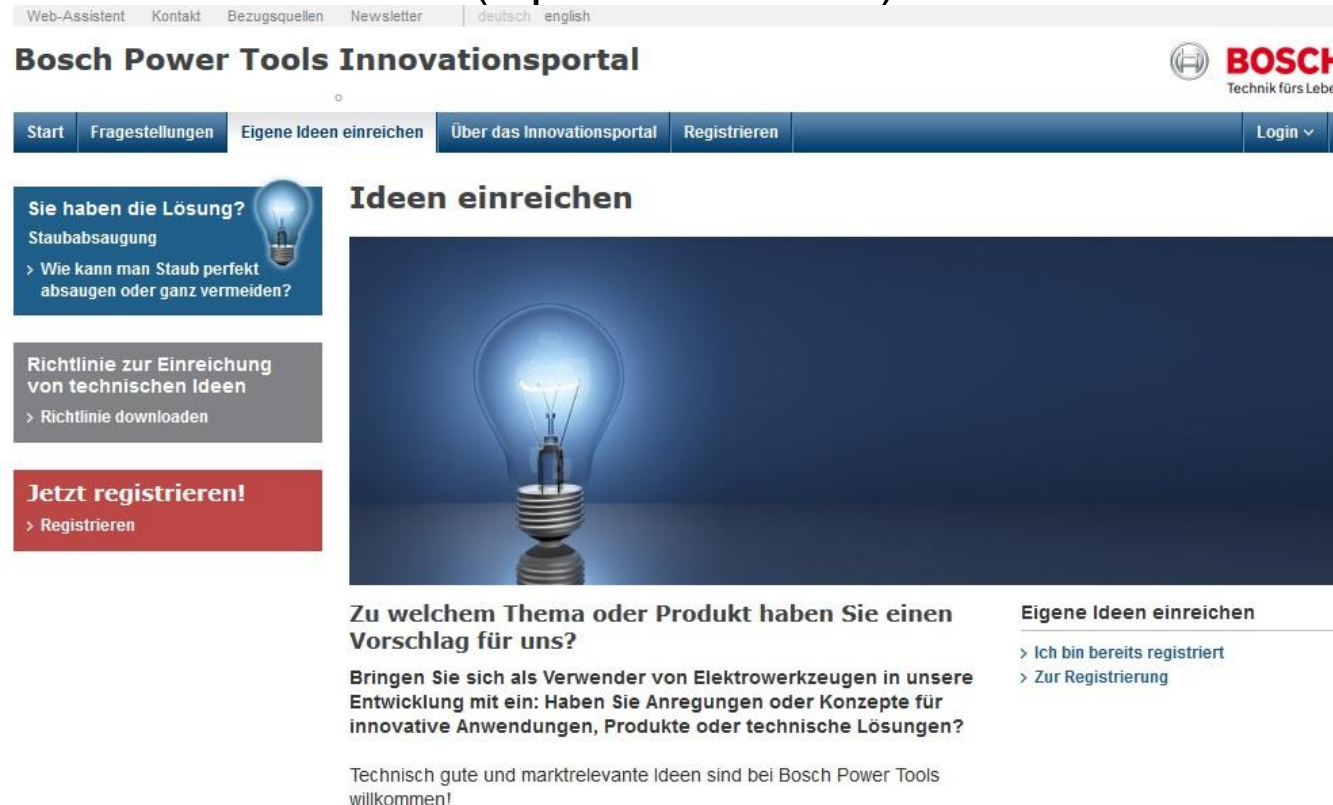 Web-Assistent Kontakt Bezugsquellen Newsletter deutsch english
Bosch Power Tools Innovationsportal
BOSCH
Technik fürs Lebe
Start Fragestellungen Eigene Ideen einreichen Über das Innovationsportal Registrieren Login
Sie haben die Lösung?
Staubabsaugung
> Wie kann man Staub perfekt
absaugen oder ganz vermeiden?
Richtlinie zur Einreichung
von technischen Ideen
> Richtlinie downloaden
Jetzt registrieren!
> Registrieren
Ideen einreichen
Zu welchem Thema oder Produkt haben Sie einen
Vorschlag für uns?
Bringen Sie sich als Verwender von Elektrowerkzeugen in unsere
Entwicklung mit ein: Haben Sie Anregungen oder Konzepte für
innovative Anwendungen, Produkte oder technische Lösungen?
Technisch gute und marktrelevante Ideen sind bei Bosch Power Tools
willkommen!
Eigene Ideen einreichen
> Ich bin bereits registriert
> Zur Registrierung